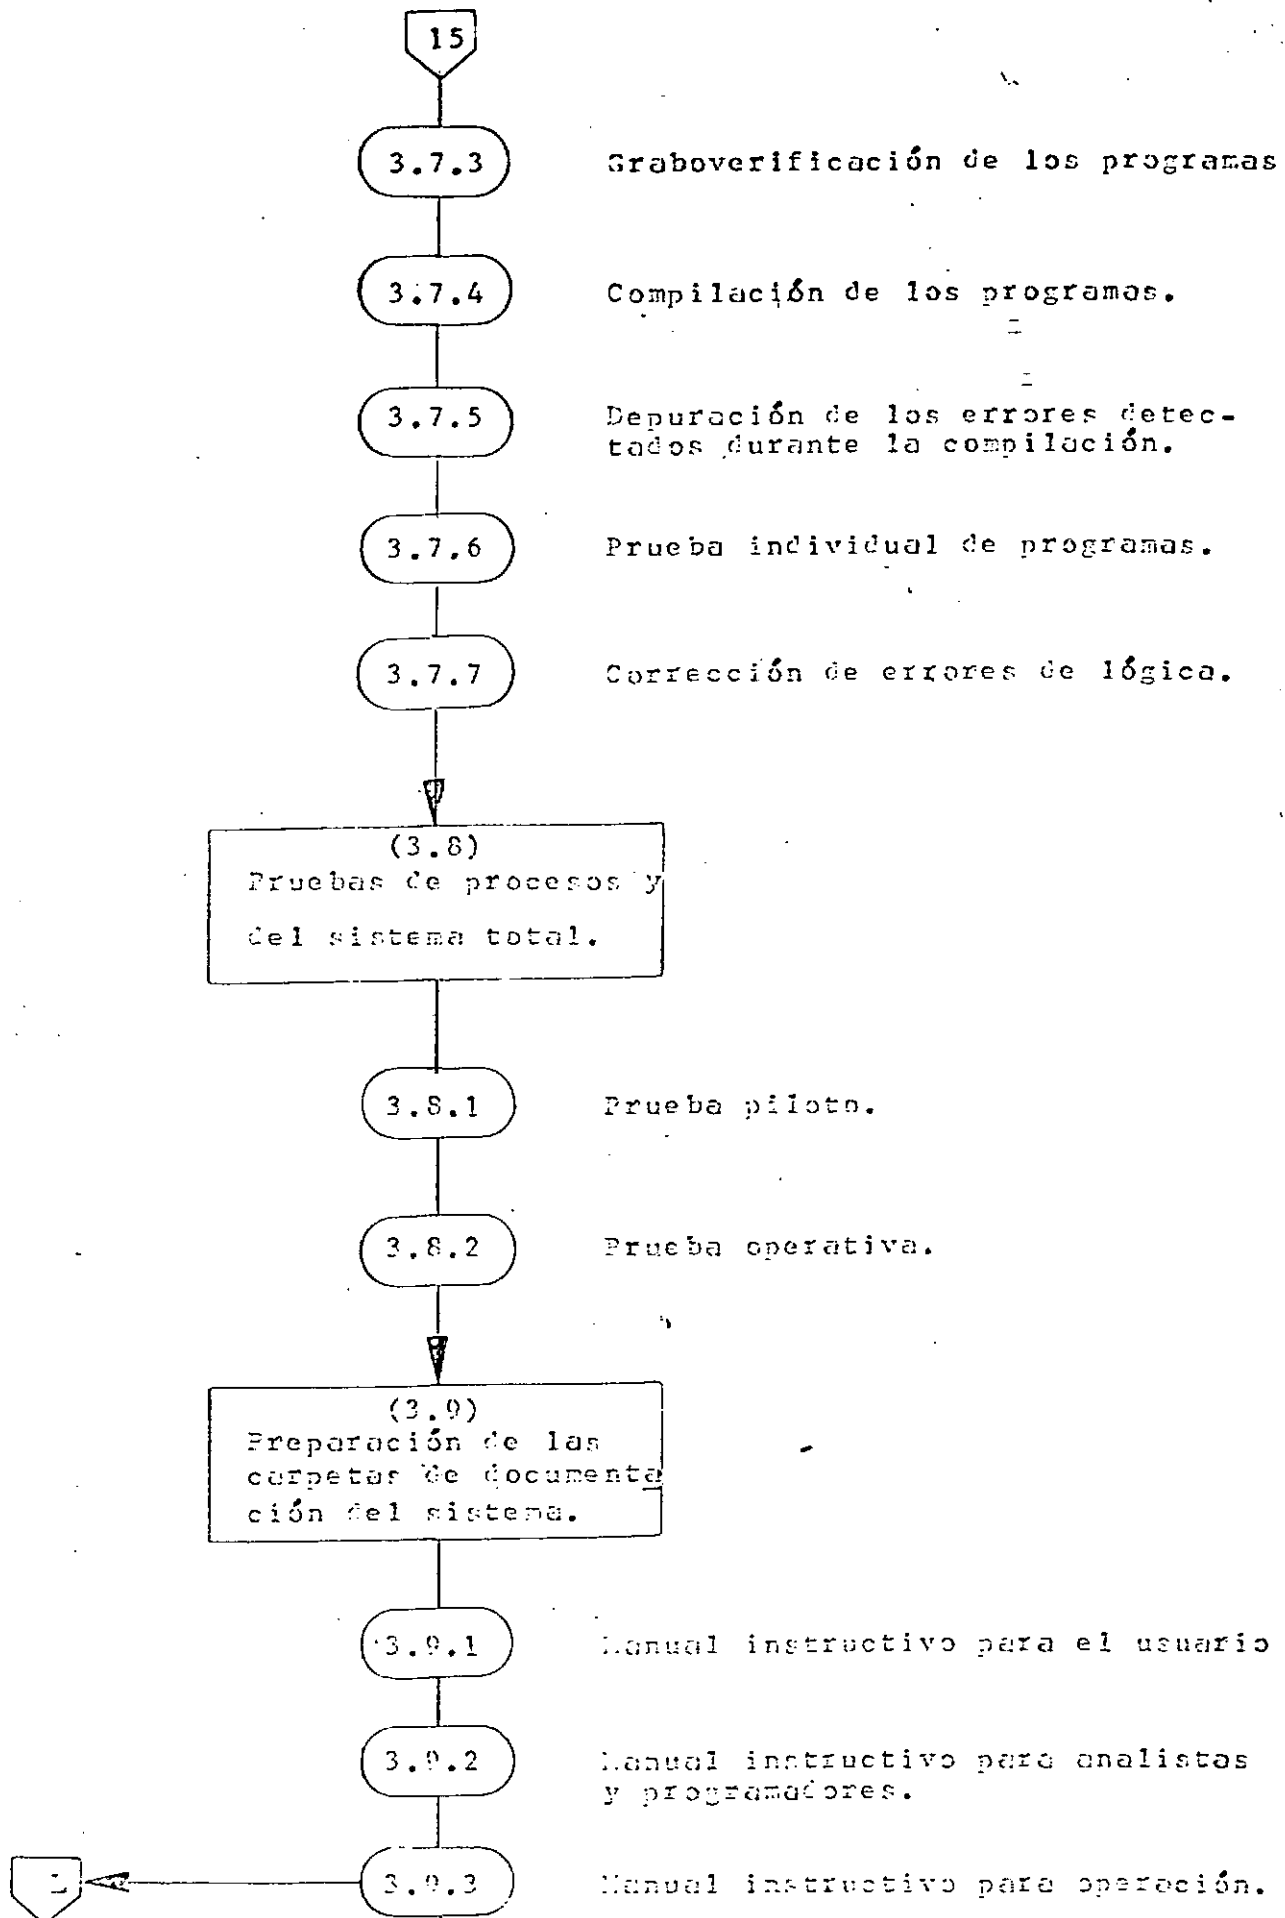 15
3.7.3
Graboverificación de los programas
3.7.4
Compilación de los programas.
3.7.5
Depuración de los errores detec-
tados durante la compilación.
3.7.6
Prueba individual de programas.
3.7.7
Corrección de errores de lógica.
(3.8)
Pruebas de procesos y
del sistema total.
3.8.1
Prueba piloto.
3.8.2
Prueba operativa.
(3.9)
Preparación de las
carpetas de documenta
ción del sistema.
3.9.1
Manual instructivo para el usuario
3.9.2
Manual instructivo para analistas
y programadores.
3.9.3
Manual instructivo para operación.